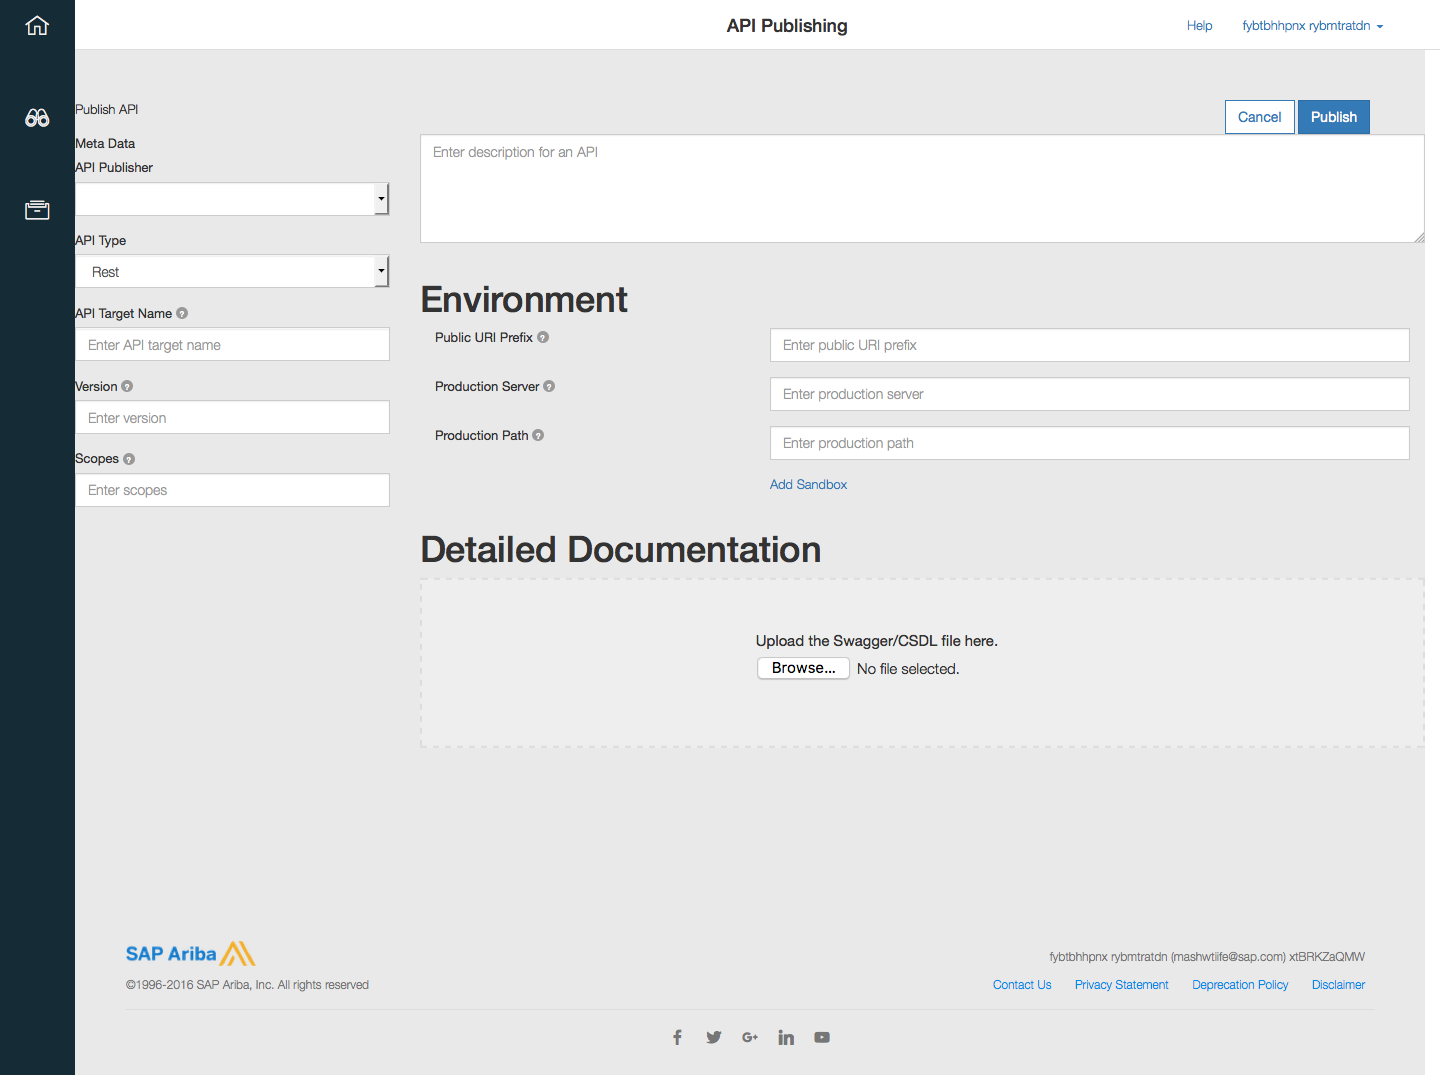 API Publishing
Help
fybtbhhpnx rybmtratdn
Publish API
Cancel
Publish
Meta Data
API Publisher
Enter description for an API
API Type
Rest
API Target Name ?
Enter API target name
Version ?
Enter version
Scopes ?
Enter scopes
Environment
Public URI Prefix ?
Enter public URI prefix
Production Server ?
Enter production server
Production Path ?
Enter production path
Add Sandbox
Detailed Documentation
Upload the Swagger/CSDL file here.
Browse... No file selected.
SAP Ariba
©1996-2016 SAP Ariba, Inc. All rights reserved
fybtbhhpnx rybmtratdn (mashwtiife@sap.com) xtBRKZaQMW
Contact Us Privacy Statement Deprecation Policy Disclaimer